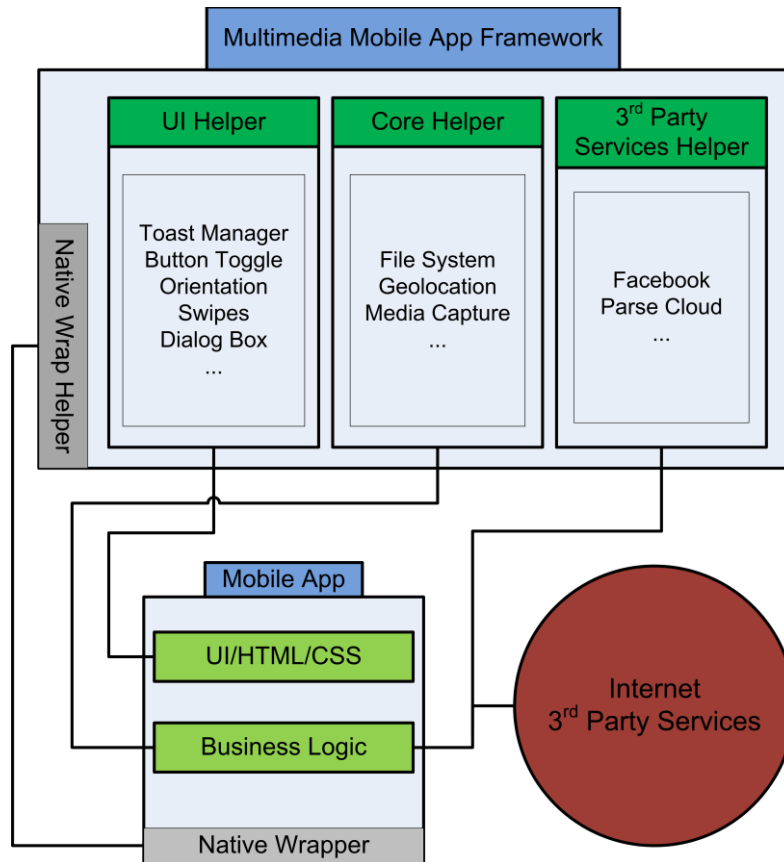 Multimedia Mobile App Framework
UI Helper
Core Helper
3rd Party
Services Helper
Native Wrap Helper
Toast Manager
Button Toggle
Orientation
Swipes
Dialog Box
...
File System
Geolocation
Media Capture
...
Facebook
Parse Cloud
...
Mobile App
UI/HTML/CSS
Business Logic
Native Wrapper
Internet
3rd Party Services